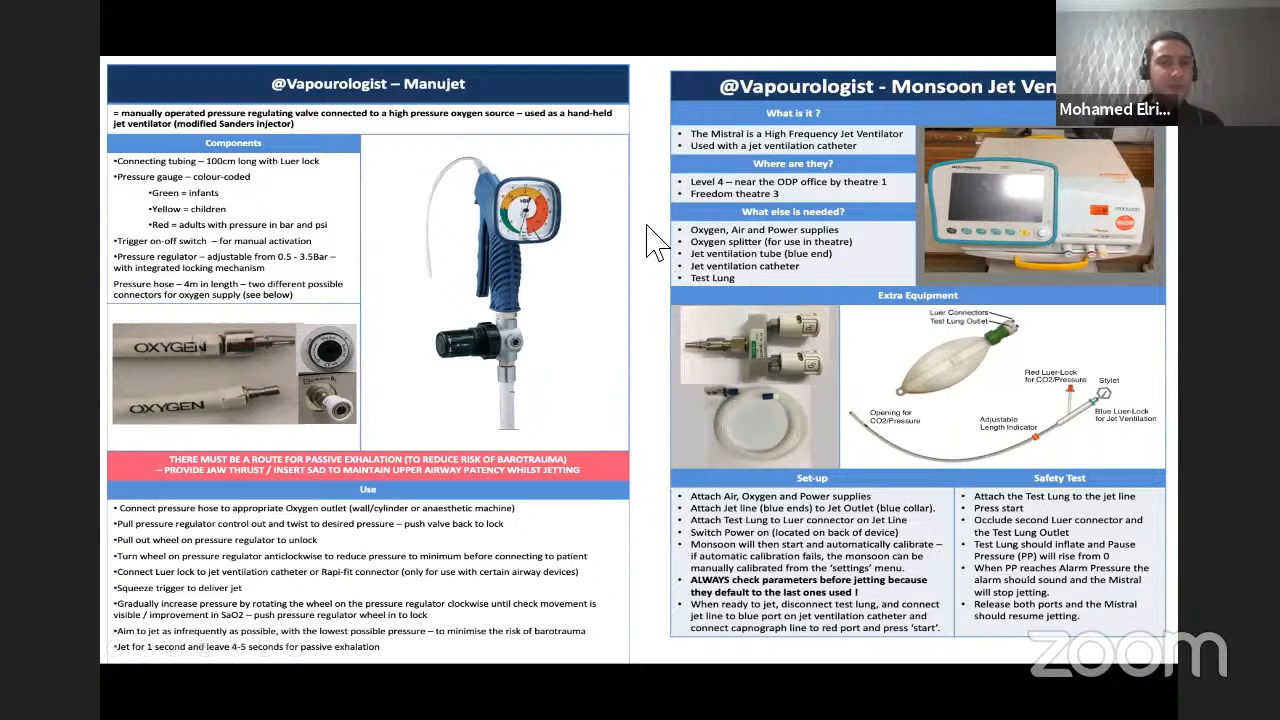 @Vapourologist – Manujet
= manually operated pressure regulating valve connected to a high pressure oxygen source – used as a hand-held
jet ventilator (modified Sanders injector)
Components
•Connecting tubing – 100cm long with Luer lock
•Pressure gauge – colour-coded
•Green = infants
•Yellow = children
•Red = adults with pressure in bar and psi
•Trigger on-off switch – for manual activation
•Pressure regulator – adjustable from 0.5 - 3.5Bar –
with integrated locking mechanism
Pressure hose – 4m in length – two different possible
connectors for oxygen supply (see below)
OXYGEN
OXYGEN
THERE MUST BE A ROUTE FOR PASSIVE EXHALATION (TO REDUCE RISK OF BAROTRAUMA)
– PROVIDE JAW THRUST / INSERT SAD TO MAINTAIN UPPER AIRWAY PATENCY WHILST JETTING
Use
• Connect pressure hose to appropriate Oxygen outlet (wall/cylinder or anaesthetic machine)
•Pull pressure regulator control out and twist to desired pressure – push valve back to lock
•Pull out wheel on pressure regulator to unlock
•Turn wheel on pressure regulator anticlockwise to reduce pressure to minimum before connecting to patient
•Connect Luer lock to jet ventilation catheter or Rapi-fit connector (only for use with certain airway devices)
•Squeeze trigger to deliver jet
•Gradually increase pressure by rotating the wheel on the pressure regulator clockwise until check movement is
visible / improvement in SaO2 – push pressure regulator wheel in to lock
•Aim to jet as infrequently as possible, with the lowest possible pressure – to minimise the risk of barotrauma
•Jet for 1 second and leave 4-5 seconds for passive exhalation
@Vapourologist - Monsoon Jet Ven
What is it ?
• The Mistral is a High Frequency Jet Ventilator
• Used with a jet ventilation catheter
Where are they?
• Level 4 – near the ODP office by theatre 1
• Freedom theatre 3
What else is needed?
• Oxygen, Air and Power supplies
• Oxygen splitter (for use in theatre)
• Jet ventilation tube (blue end)
• Jet ventilation catheter
• Test Lung
monsoon
Extra Equipment
Luer Connectors
Test Lung Outlet
Red Luer-Lock
for CO2/Pressure
Stylet
Opening for
CO2/Pressure
Adjustable
Length Indicator
Blue Luer-Lock
for Jet Ventilation
Set-up
• Attach Air, Oxygen and Power supplies
• Attach Jet line (blue ends) to Jet Outlet (blue collar).
• Attach Test Lung to Luer connector on Jet Line
• Switch Power on (located on back of device)
• Monsoon will then start and automatically calibrate –
if automatic calibration fails, the monsoon can be
manually calibrated from the ‘settings’ menu.
• ALWAYS check parameters before jetting because
they default to the last ones used !
• When ready to jet, disconnect test lung, and connect
jet line to blue port on jet ventilation catheter and
connect capnograph line to red port and press ‘start’.
Safety Test
• Attach the Test Lung to the jet line
• Press start
• Occlude second Luer connector and
the Test Lung Outlet
• Test Lung should inflate and Pause
Pressure (PP) will rise from 0
• When PP reaches Alarm Pressure the
alarm should sound and the Mistral
will stop jetting.
• Release both ports and the Mistral
should resume jetting.
Mohamed Elri...
zoom